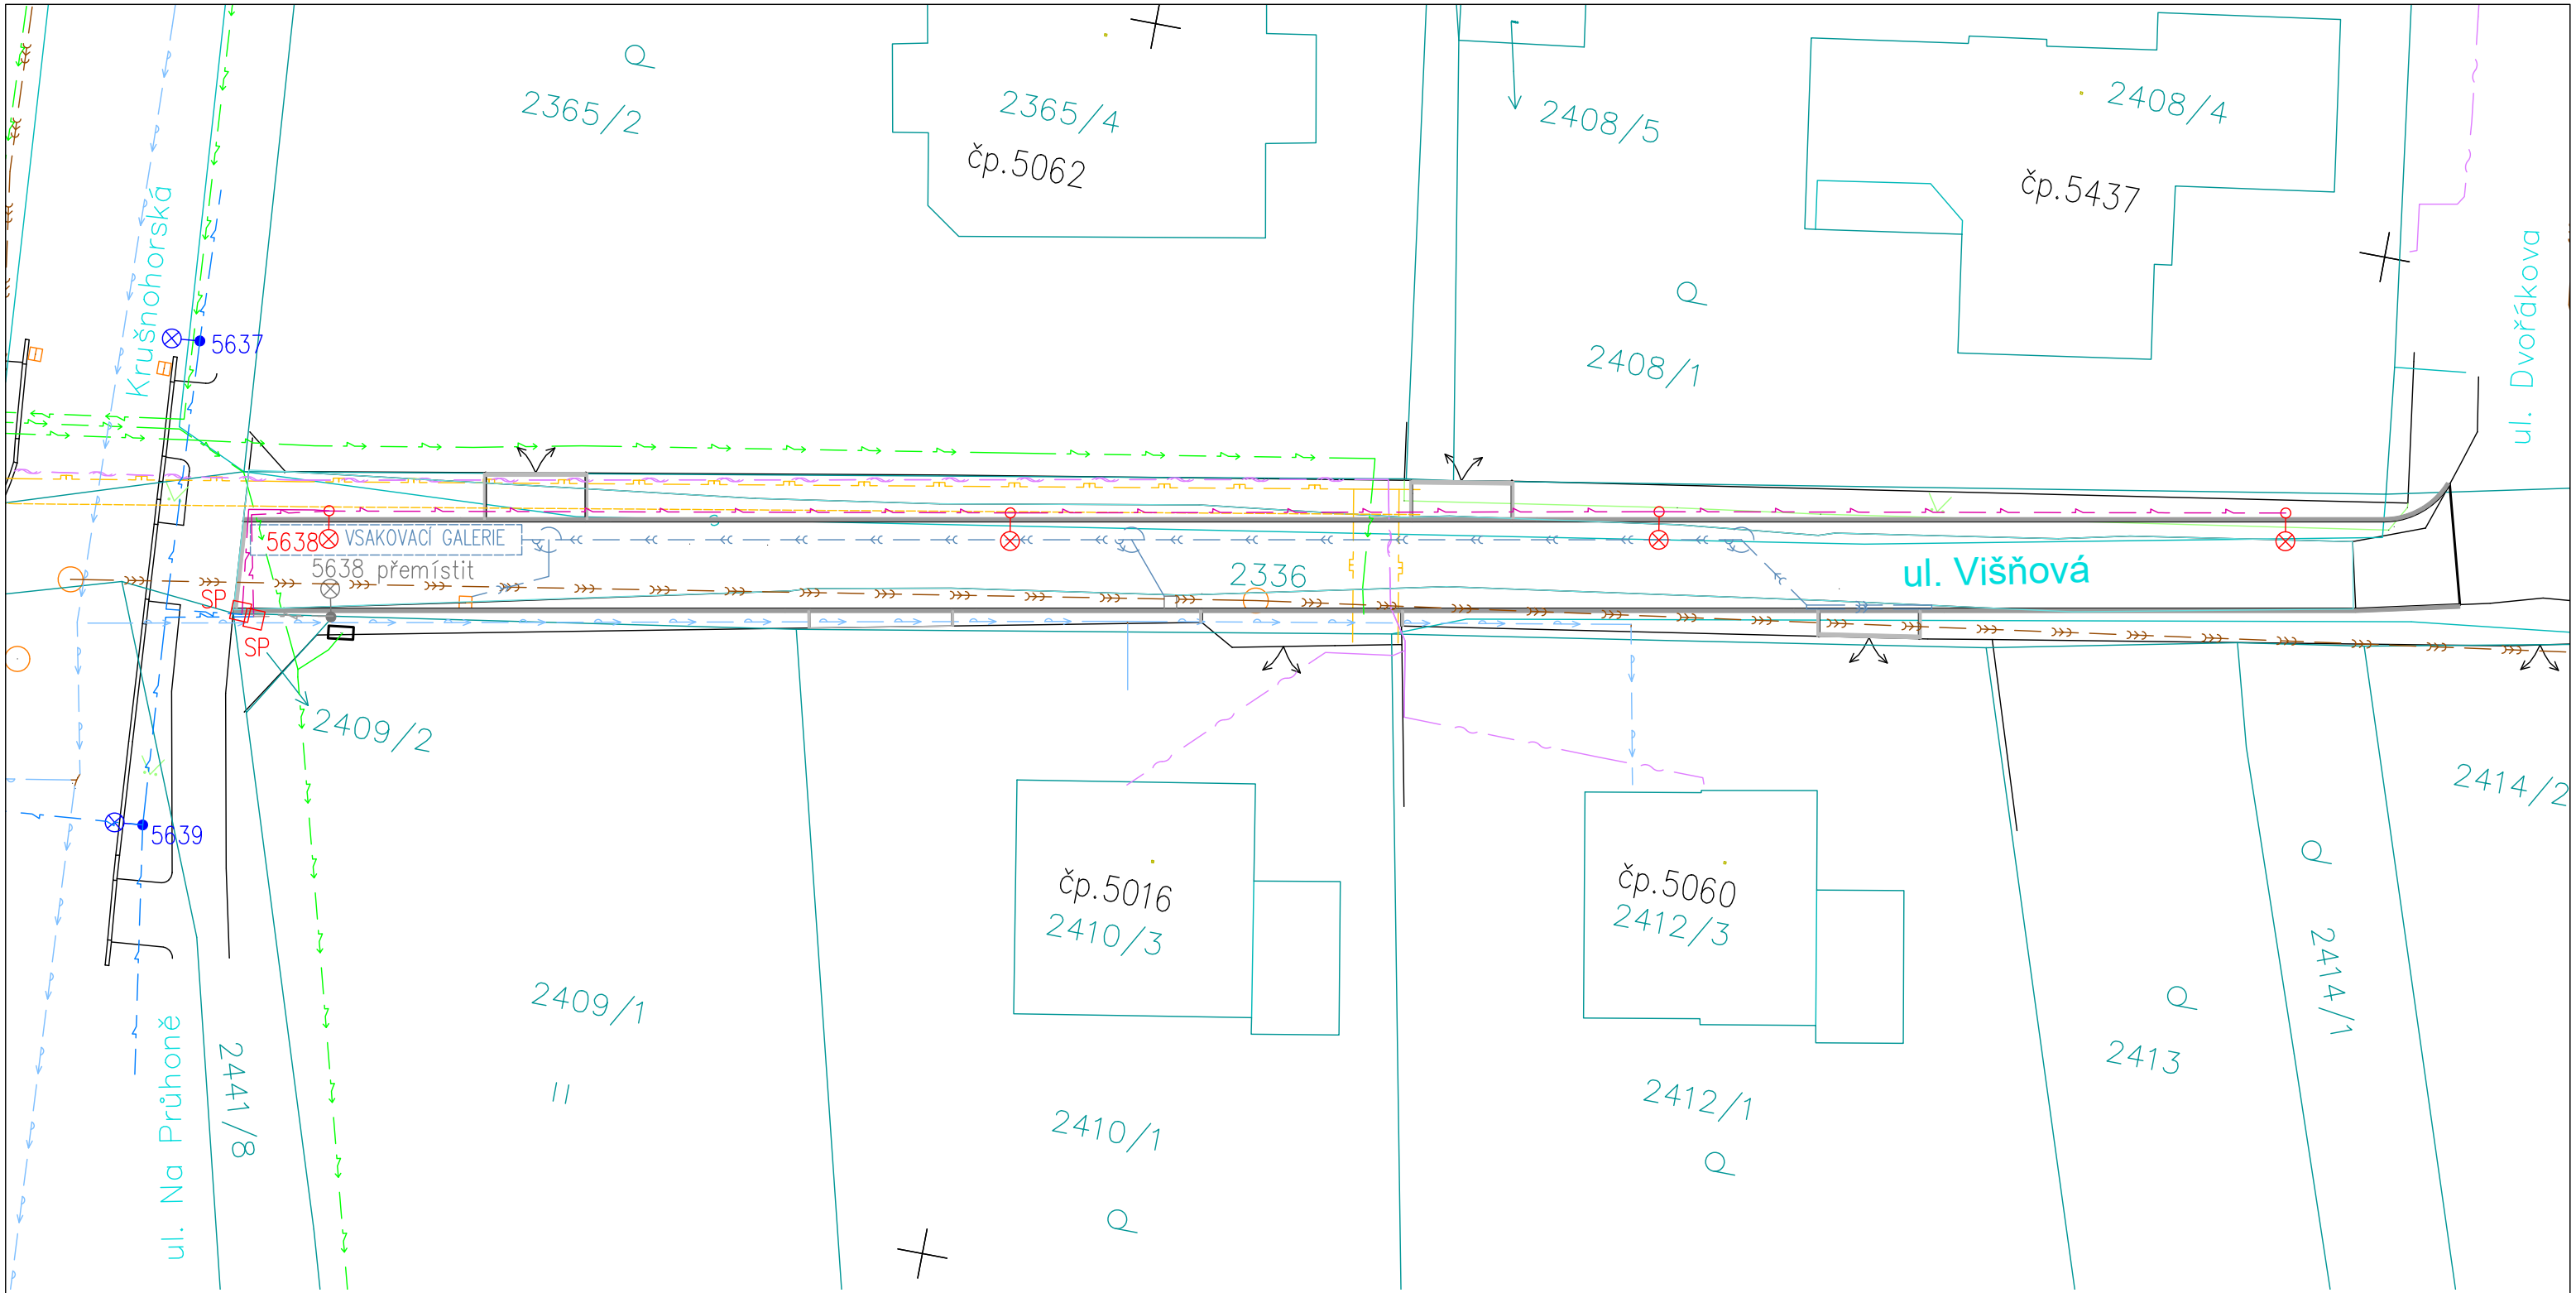 2365/2
2365/4
čp.5062
2408/5
2408/4
čp.5437
Krušnohorská
ul. Dvořákova
5637
2408/1
5638
VSAKOVACÍ GALERIE
5638 přemístit
2336
ul. Višňová
SP
SP
2409/2
2414/2
5639
čp.5016
2410/3
čp.5060
2412/3
2409/1
2414/1
2413
ul. Na Průhoně
2441/8
2410/1
2412/1